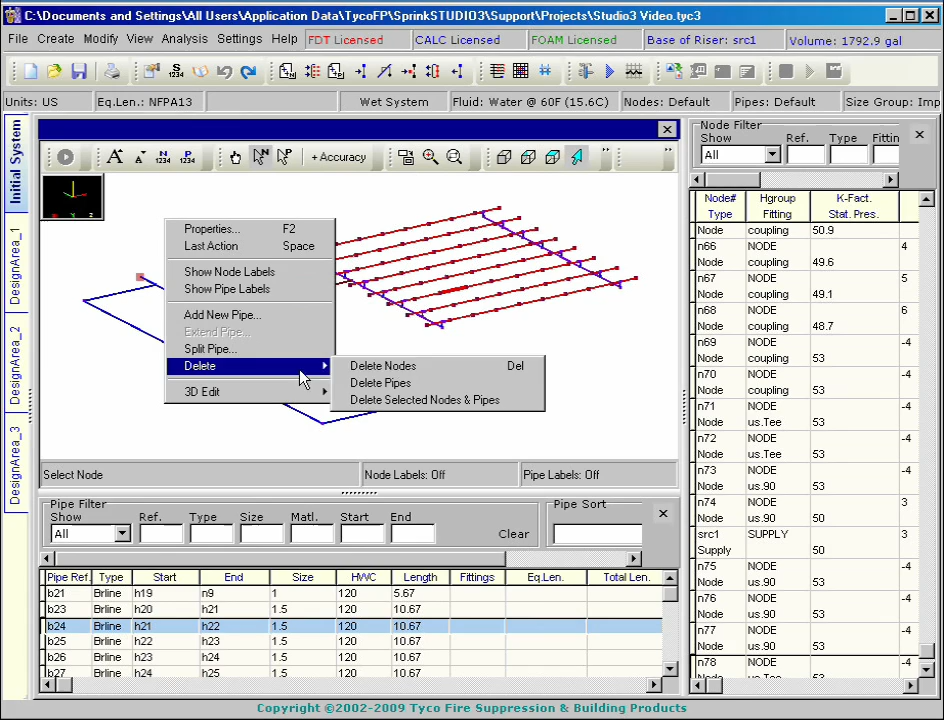 C:\Documents and Settings\All Users\Application Data\TycoFP\SprinkSTUDIO3\Support\Projects\Studio3 Video.tyc3
File Create Modify View Analysis Settings Help FDT Licensed CALC Licensed FOAM Licensed Base of Riser: src1 Volume: 1792.9 gal
Units: US Eq.Len.: NFPA13 Wet System Fluid: Water @ 60F (15.6C) Nodes: Default Pipes: Default Size Group: Imp
Initial System
DesignArea_1
DesignArea_2
DesignArea_3
+Accuracy
Properties... F2
Last Action Space
Show Node Labels
Show Pipe Labels
Add New Pipe...
Extend Pipe...
Split Pipe...
Delete
3D Edit
Delete Nodes Del
Delete Pipes
Delete Selected Nodes & Pipes
Select Node Node Labels: Off Pipe Labels: Off
Pipe Filter
Show Ref. Type Size Matl. Start End
All Clear
Pipe Sort
Pipe Ref. Type Start End Size HWC Length Fittings Eq.Len. Total Len.
b21 Brline h19 n9 1 120 5.67
b23 Brline h20 h21 1.5 120 10.67
b24 Brline h21 h22 1.5 120 10.67
b25 Brline h22 h23 1.5 120 10.67
b26 Brline h23 h24 1.5 120 10.67
b27 Brline h24 h25 1.5 120 10.67
Node Filter
Show Ref. Type Fittin
All
Node# Hgroup K-Fact.
Type Fitting Stat. Pres.
Node coupling 50.9
n66 NODE 4
Node coupling 49.6
n67 NODE 5
Node coupling 49.1
n68 NODE 6
Node coupling 48.7
n69 NODE -4
Node coupling 53
n70 NODE -4
Node coupling 53
n71 NODE -4
Node us.Tee 53
n72 NODE -4
Node us.Tee 53
n73 NODE -4
Node us.90 53
n74 NODE 3
Node us.90 50
src1 SUPPLY 3
Supply 50
n75 NODE -4
Node us.90 53
n76 NODE -4
Node us.90 53
n77 NODE -4
Node us.90 53
n78 NODE -4
Copyright ©2002-2009 Tyco Fire Suppression & Building Products